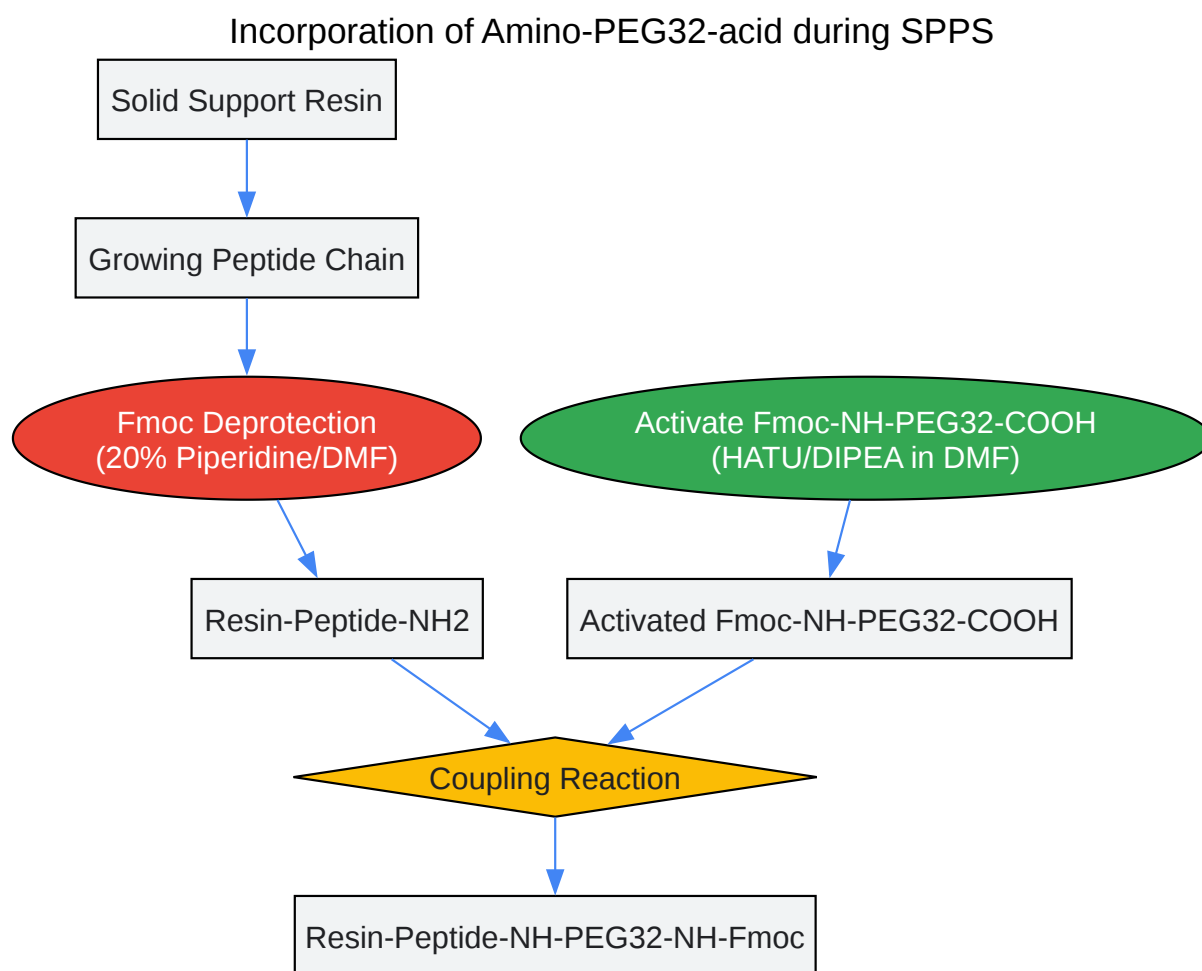 Incorporation of Amino-PEG32-acid during SPPS
Solid Support Resin
Growing Peptide Chain
Fmoc Deprotection
(20% Piperidine/DMF)
Activate Fmoc-NH-PEG32-COOH
(HATU/DIPEA in DMF)
Resin-Peptide-NH2
Activated Fmoc-NH-PEG32-COOH
Coupling Reaction
Resin-Peptide-NH-PEG32-NH-Fmoc